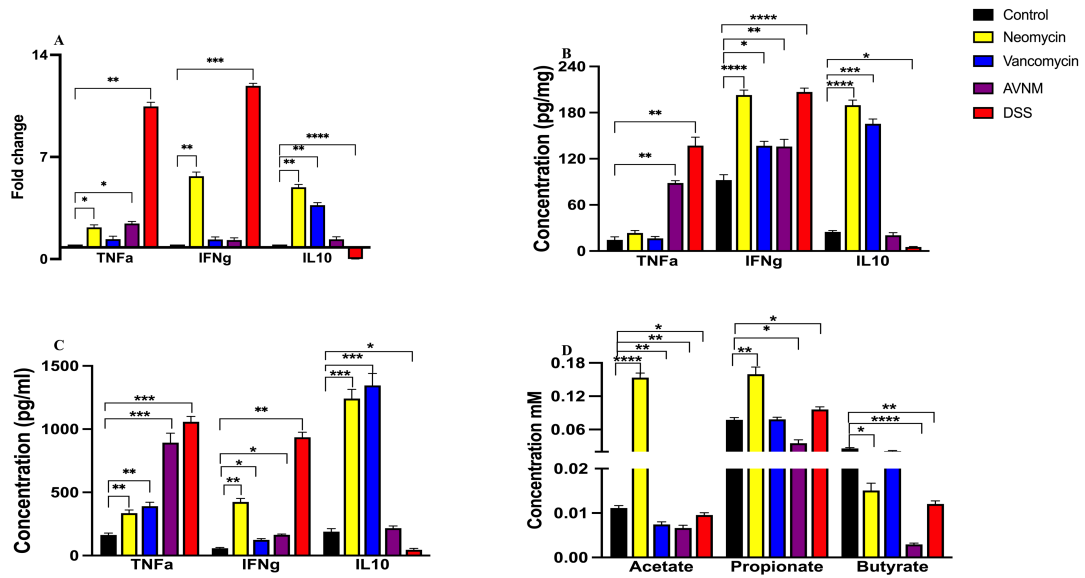 A
Fold change
14
7
0
**
***
****
**
**
**
*
*
TNFa
IFNg
IL10
B
Concentration (pg/mg)
240
180
120
60
0
****
**
*
****
*
***
****
**
**
TNFa
IFNg
IL10
Control
Neomycin
Vancomycin
AVNM
DSS
C
Concentration (pg/ml)
1500
1000
500
0
***
***
**
**
**
*
*
**
*
***
***
TNFa
IFNg
IL10
D
Concentration mM
0.18
0.12
0.06
0.02
0.01
0.00
*
**
**
****
*
*
**
**
****
*
Acetate
Propionate
Butyrate